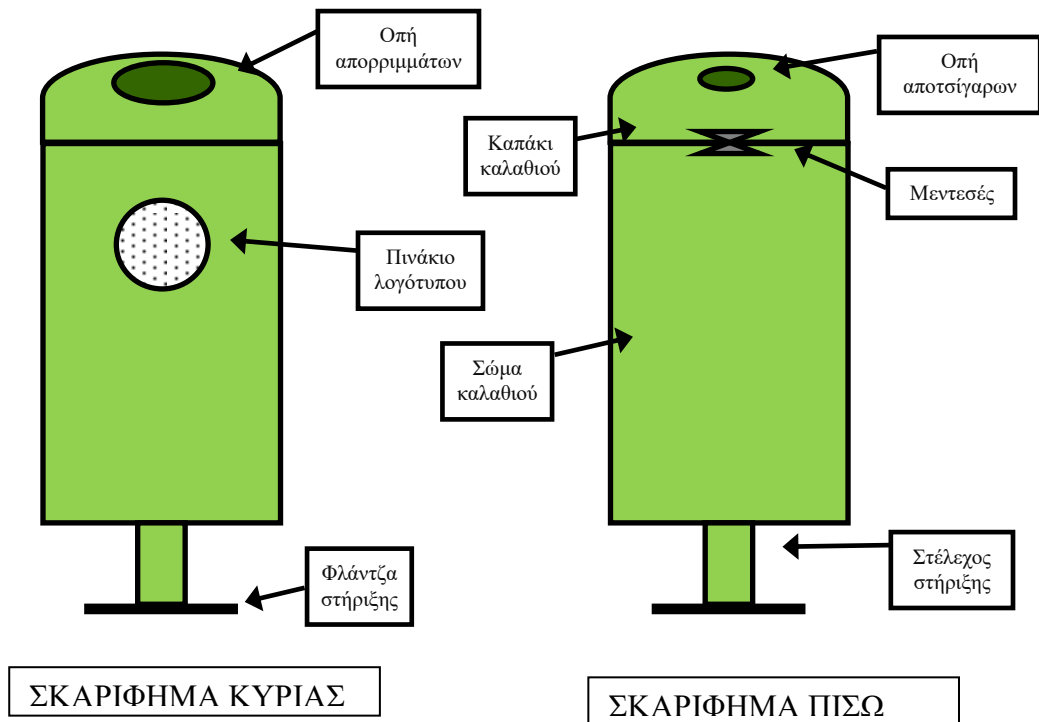 Οπή
απορριμμάτων
Πινάκιο
λογότυπου
Φλάντζα
στήριξης
ΣΚΑΡΙΦΗΜΑ ΚΥΡΙΑΣ
Οπή
αποτσίγαρων
Καπάκι
καλαθιού
Μεντεσές
Σώμα
καλαθιού
Στέλεχος
στήριξης
ΣΚΑΡΙΦΗΜΑ ΠΙΣΩ